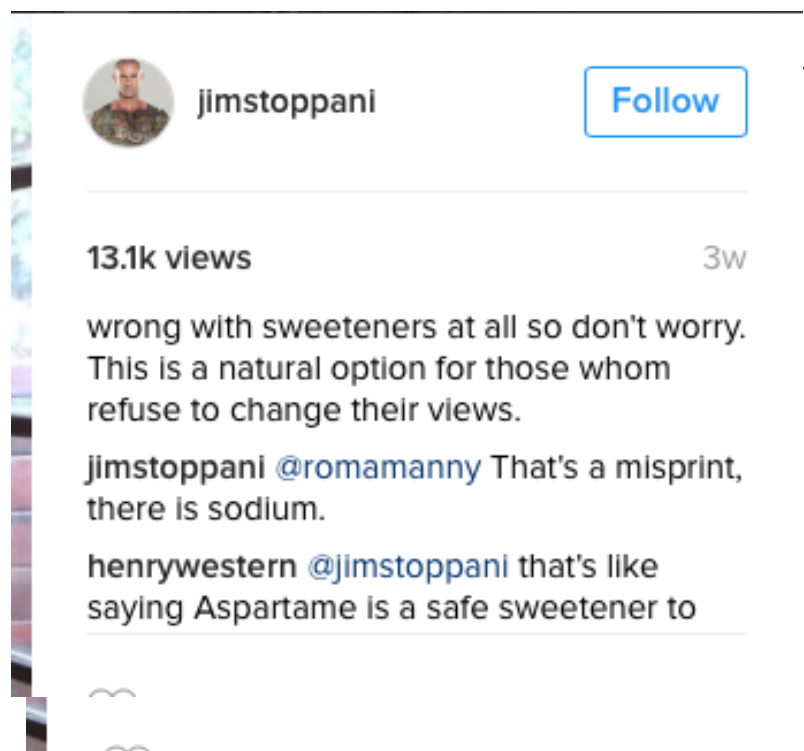 jimstoppani
Follow
13.1k views
3w
wrong with sweeteners at all so don't worry.
This is a natural option for those whom
refuse to change their views.
jimstoppani @romamanny That's a misprint,
there is sodium.
henrywestern @jimstoppani that's like
saying Aspartame is a safe sweetener to